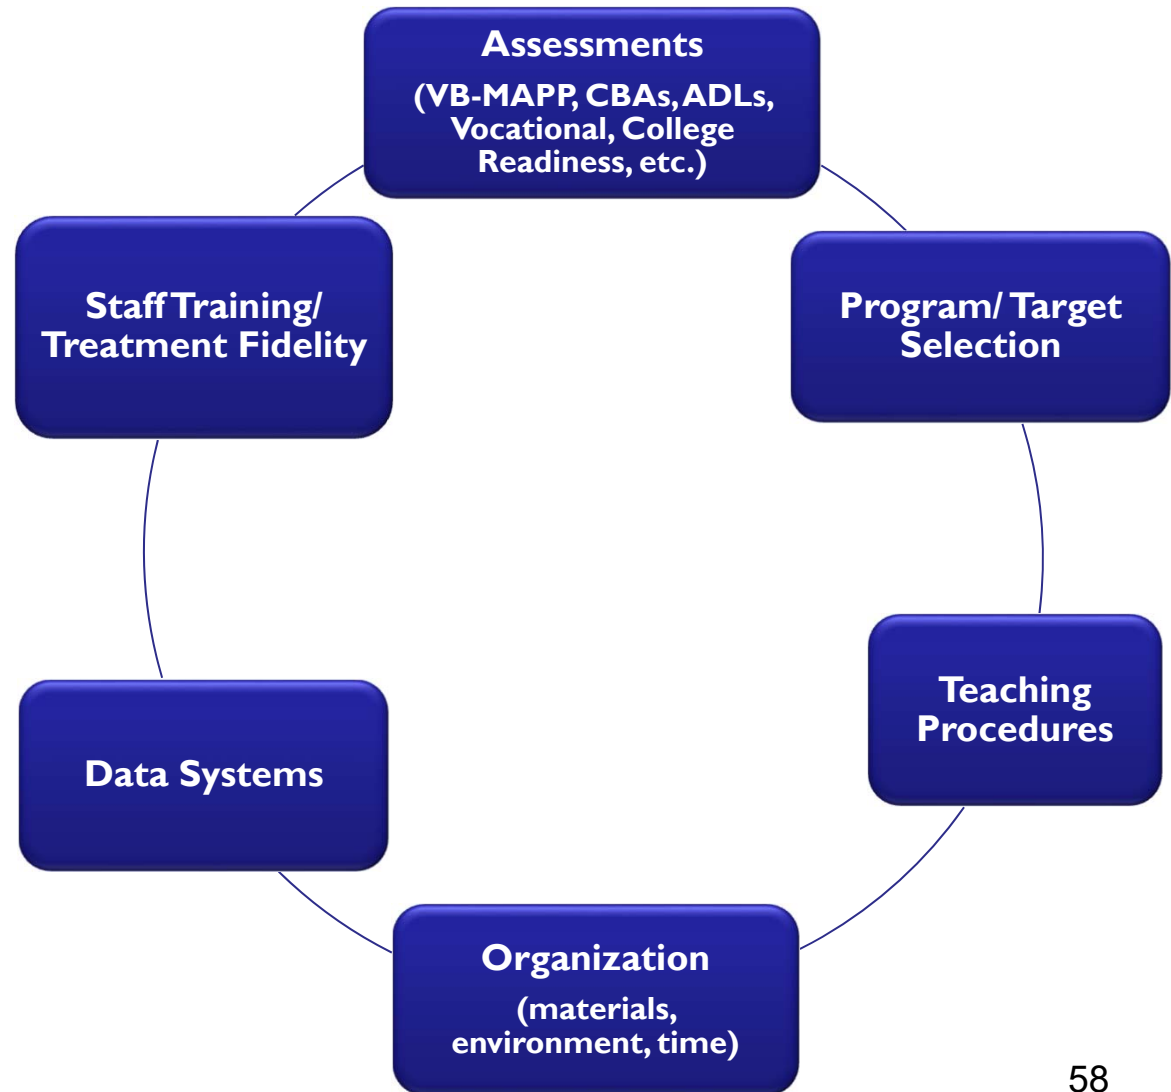 Assessments
(VB-MAPP, CBAs, ADLs,
Vocational, College
Readiness, etc.)
Program/ Target
Selection
Teaching
Procedures
Organization
(materials,
environment, time)
Data Systems
Staff Training/
Treatment Fidelity
58